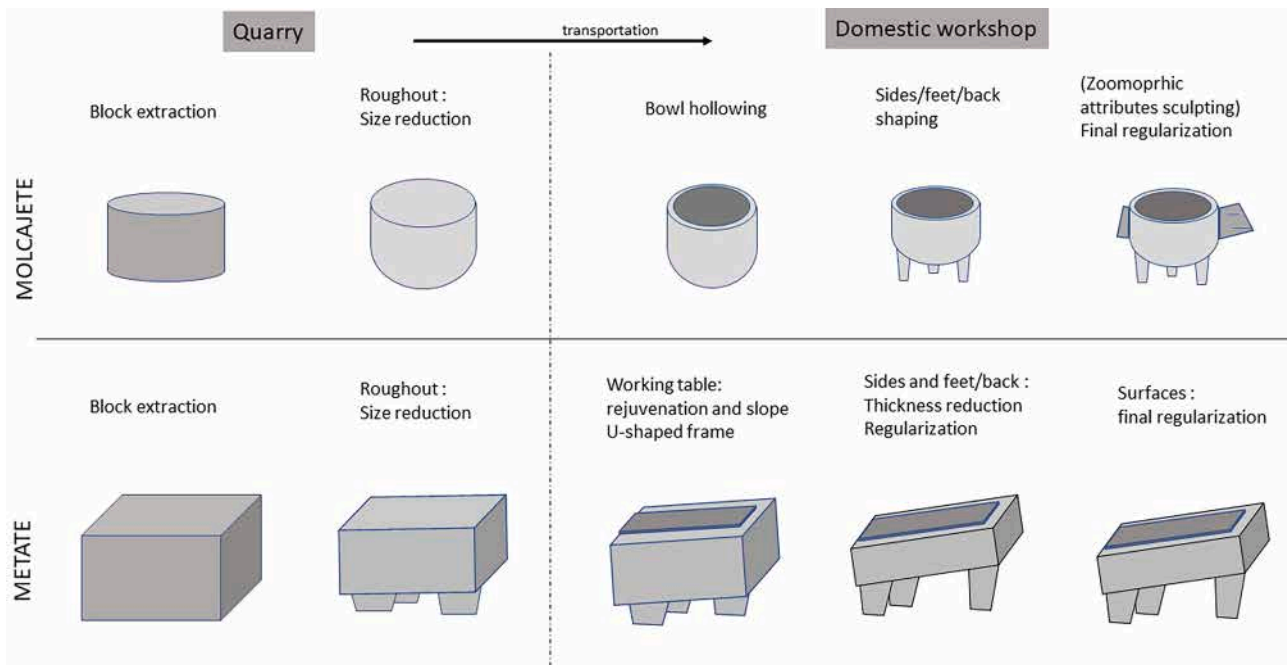 Quarry
transportation
Domestic workshop
MOLCAJETE
Block extraction
Roughout :
Size reduction
Bowl hollowing
Sides/feet/back
shaping
(Zoomoprhic
attributes sculpting)
Final regularization
METATE
Block extraction
Roughout :
Size reduction
Working table:
rejuvenation and slope
U-shaped frame
Sides and feet/back :
Thickness reduction
Regularization
Surfaces :
final regularization